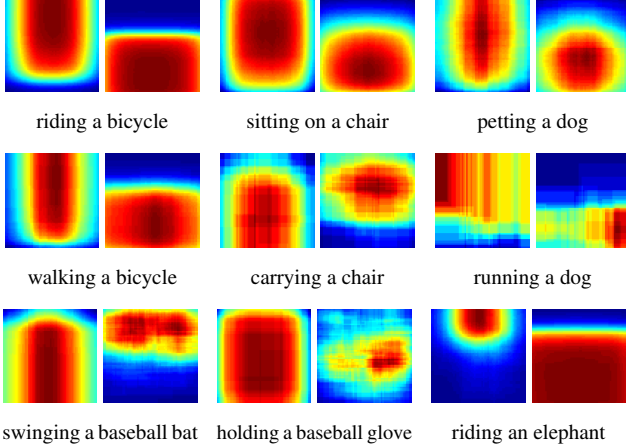 riding a bicycle
sitting on a chair
petting a dog
walking a bicycle
carrying a chair
running a dog
swinging a baseball bat
holding a baseball glove
riding an elephant